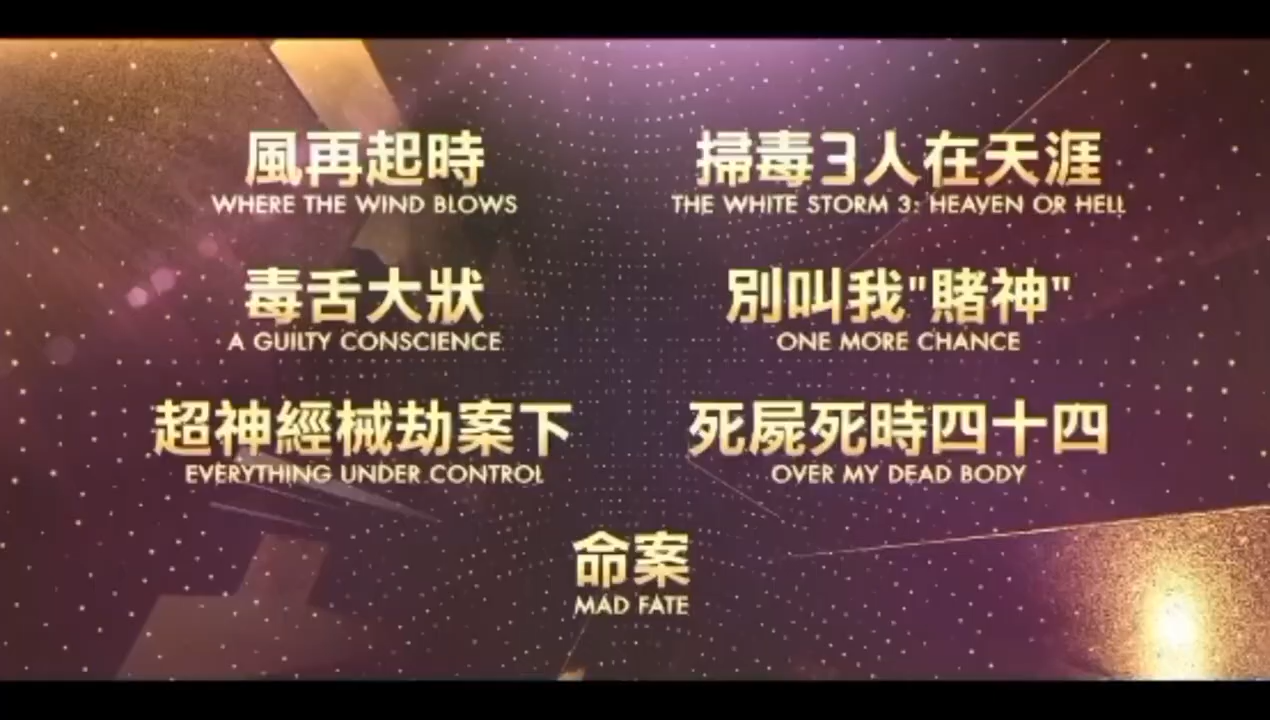 風再起時
WHERE THE WIND BLOWS
掃毒3人在天涯
THE WHITE STORM 3: HEAVEN OR HELL
毒舌大狀
A GUILTY CONSCIENCE
別叫我"賭神"
ONE MORE CHANCE
超神經械劫案下
EVERYTHING UNDER CONTROL
死屍死時四十四
OVER MY DEAD BODY
命案
MAD FATE